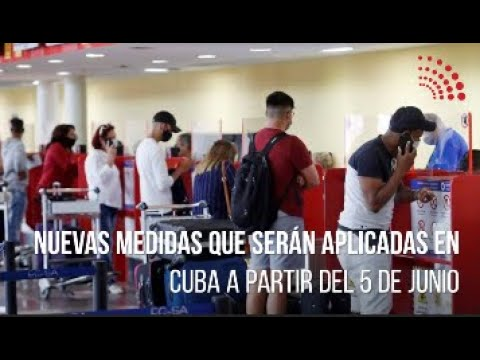 NUEVAS MEDIDAS QUE SERÁN APLICADAS EN
CUBA A PARTIR DEL 5 DE JUNIO